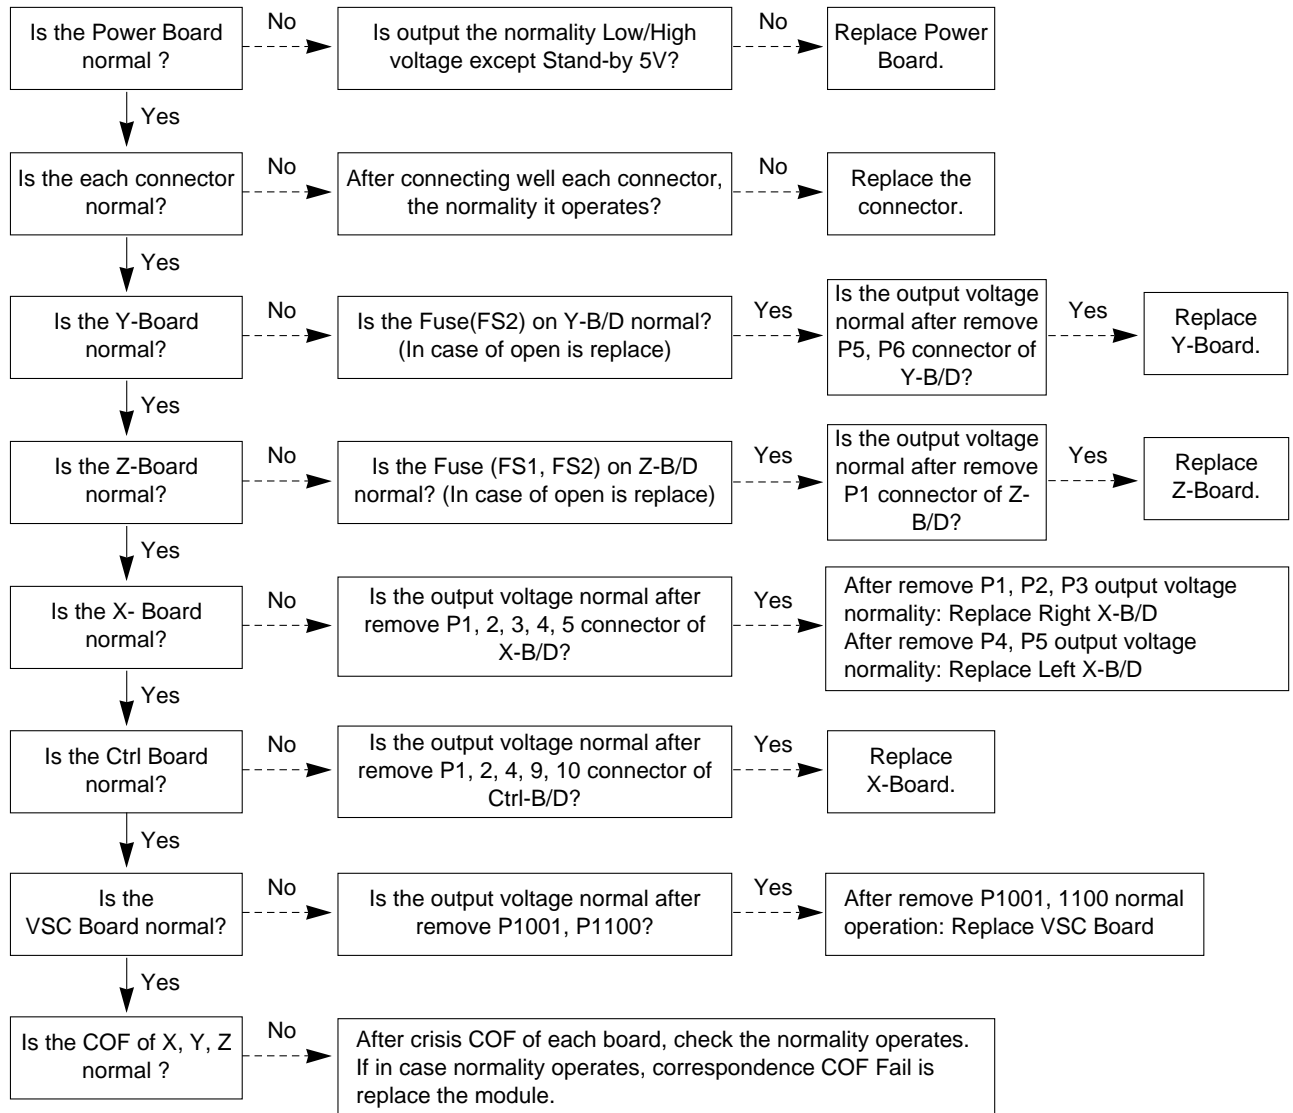 Is the Power Board
normal ?
No
Is output the normality Low/High
voltage except Stand-by 5V?
No
Replace Power
Board.
Yes
Is the each connector
normal?
No
After connecting well each connector,
the normality it operates?
No
Replace the
connector.
Yes
Is the Y-Board
normal?
No
Is the Fuse(FS2) on Y-B/D normal?
(In case of open is replace)
Yes
Is the output voltage
normal after remove
P5, P6 connector of
Y-B/D?
Yes
Replace
Y-Board.
Yes
Is the Z-Board
normal?
No
Is the Fuse (FS1, FS2) on Z-B/D
normal? (In case of open is replace)
Yes
Is the output voltage
normal after remove
P1 connector of Z-
B/D?
Yes
Replace
Z-Board.
Yes
Is the X- Board
normal?
No
Is the output voltage normal after
remove P1, 2, 3, 4, 5 connector of
X-B/D?
Yes
After remove P1, P2, P3 output voltage
normality: Replace Right X-B/D
After remove P4, P5 output voltage
normality: Replace Left X-B/D
Yes
Is the Ctrl Board
normal?
No
Is the output voltage normal after
remove P1, 2, 4, 9, 10 connector of
Ctrl-B/D?
Yes
Replace
X-Board.
Yes
Is the
VSC Board normal?
No
Is the output voltage normal after
remove P1001, P1100?
Yes
After remove P1001, 1100 normal
operation: Replace VSC Board
Yes
Is the COF of X, Y, Z
normal ?
No
After crisis COF of each board, check the normality operates.
If in case normality operates, correspondence COF Fail is
replace the module.